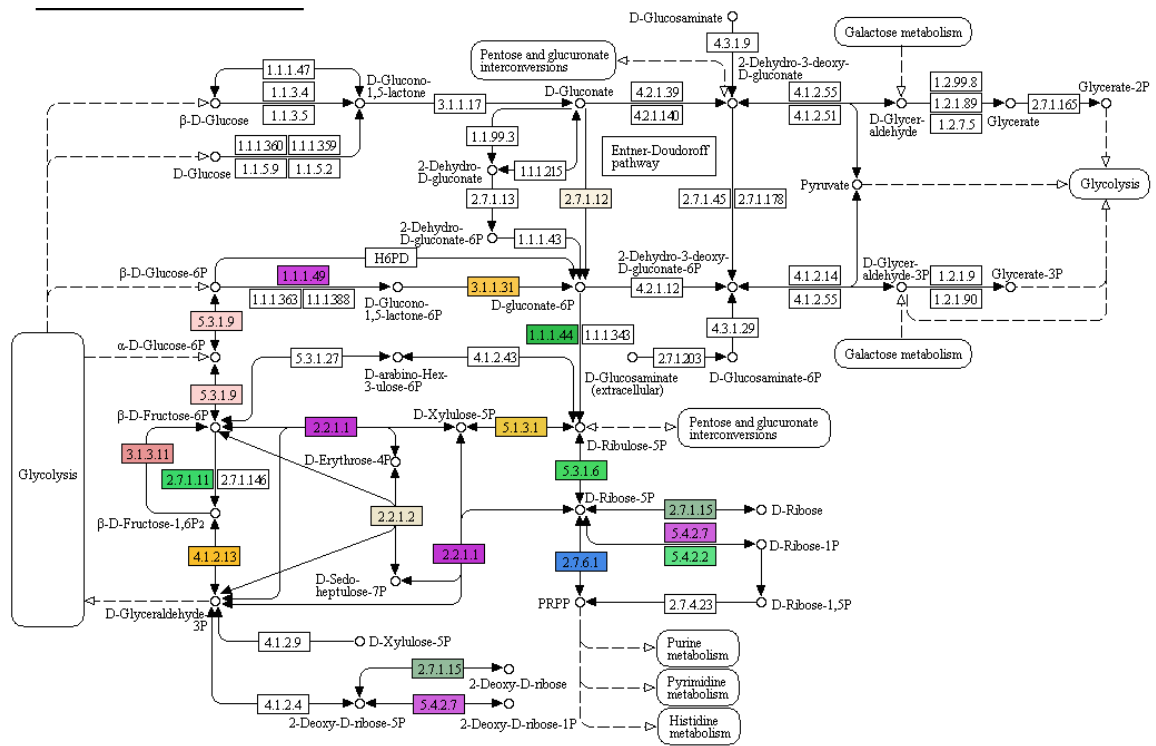 D-Glucosaminate
4.3.1.9
Galactose metabolism
Pentose and glucuronate
interconversions
2-Dehydro-3-deoxy-
D-gluconate
1.1.1.47
D-Glucono-
1,5-lactone
1.1.3.4
1.1.3.5
β-D-Glucose
3.1.1.17
D-Gluconate
4.2.1.39
4.2.1.140
4.1.2.55
4.1.2.51
D-Glycer-
aldehyde
1.2.99.8
1.2.1.89
1.2.7.5
Glycerate
2.7.1.165
Glycerate-2P
1.1.99.3
Entner-Doudoroff
pathway
1.1.1.360
1.1.1.359
1.1.5.9
1.1.5.2
D-Glucose
2-Dehydro-
D-gluconate
1.1.1.215
Pyruvate
Glycolysis
2.7.1.13
2.7.1.12
2.7.1.45
2.7.1.178
2-Dehydro-
D-gluconate-6P
1.1.1.43
H6PD
β-D-Glucose-6P
1.1.1.49
1.1.1.363
1.1.1.388
D-Glucono-
1,5-lactone-6P
3.1.1.31
D-gluconate-6P
2-Dehydro-3-deoxy-
D-gluconate-6P
4.2.1.12
4.1.2.14
4.1.2.55
D-Glycer-
aldehyde-3P
1.2.1.9
1.2.1.90
Glycerate-3P
5.3.1.9
1.1.1.44
1.1.1.343
4.3.1.29
α-D-Glucose-6P
5.3.1.27
D-arabino-Hex-
3-ulose-6P
4.1.2.43
2.7.1.203
D-Glucosaminate
(extracellular)
D-Glucosaminate-6P
Galactose metabolism
5.3.1.9
β-D-Fructose-6P
2.2.1.1
D-Xylulose-5P
5.1.3.1
D-Ribulose-5P
Pentose and glucuronate
interconversions
3.1.3.11
2.7.1.11
2.7.1.146
D-Erythrose-4P
5.3.1.6
Glycolysis
β-D-Fructose-1,6P2
2.2.1.2
D-Ribose-5P
2.7.1.15
D-Ribose
5.4.2.7
5.4.2.2
D-Ribose-1P
4.1.2.13
2.2.1.1
2.7.6.1
D-Sedo-
heptulose-7P
D-Glyceraldehyde-
3P
PRPP
2.7.4.23
D-Ribose-1,5P
4.1.2.9
D-Xylulose-5P
Purine
metabolism
2.7.1.15
2-Deoxy-D-ribose
Pyrimidine
metabolism
4.1.2.4
2-Deoxy-D-ribose-5P
5.4.2.7
2-Deoxy-D-ribose-1P
Histidine
metabolism